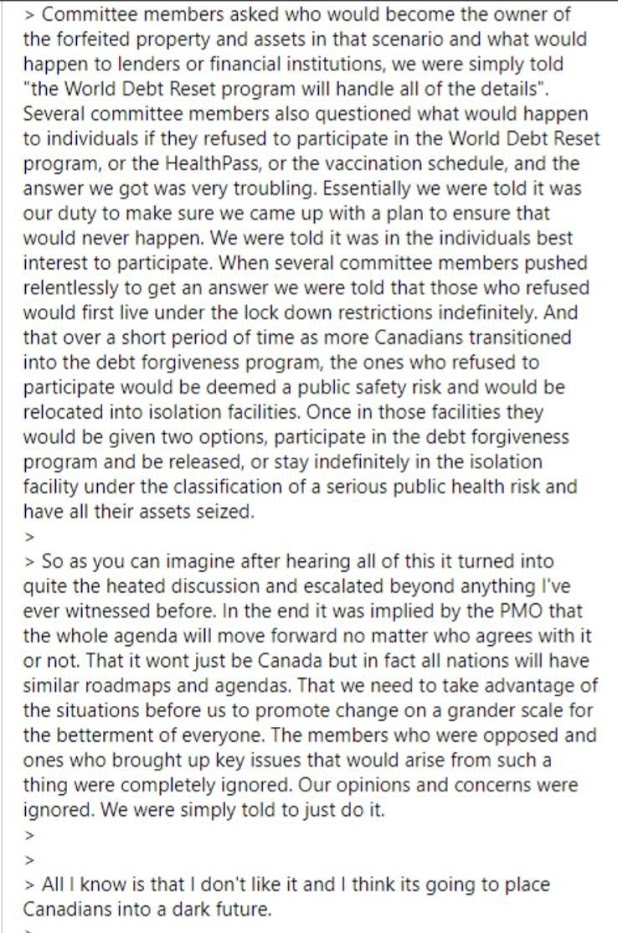 > Committee members asked who would become the owner of
the forfeited property and assets in that scenario and what would
happen to lenders or financial institutions, we were simply told
"the World Debt Reset program will handle all of the details".
Several committee members also questioned what would happen
to individuals if they refused to participate in the World Debt Reset
program, or the HealthPass, or the vaccination schedule, and the
answer we got was very troubling. Essentially we were told it was
our duty to make sure we came up with a plan to ensure that
would never happen. We were told it was in the individuals best
interest to participate. When several committee members pushed
relentlessly to get an answer we were told that those who refused
would first live under the lock down restrictions indefinitely. And
that over a short period of time as more Canadians transitioned
into the debt forgiveness program, the ones who refused to
participate would be deemed a public safety risk and would be
relocated into isolation facilities. Once in those facilities they
would be given two options, participate in the debt forgiveness
program and be released, or stay indefinitely in the isolation
facility under the classification of a serious public health risk and
have all their assets seized.
>
> So as you can imagine after hearing all of this it turned into
quite the heated discussion and escalated beyond anything I've
ever witnessed before. In the end it was implied by the PMO that
the whole agenda will move forward no matter who agrees with it
or not. That it wont just be Canada but in fact all nations will have
similar roadmaps and agendas. That we need to take advantage of
the situations before us to promote change on a grander scale for
the betterment of everyone. The members who were opposed and
ones who brought up key issues that would arise from such a
thing were completely ignored. Our opinions and concerns were
ignored. We were simply told to just do it.
>
>
> All I know is that I don't like it and I think its going to place
Canadians into a dark future.